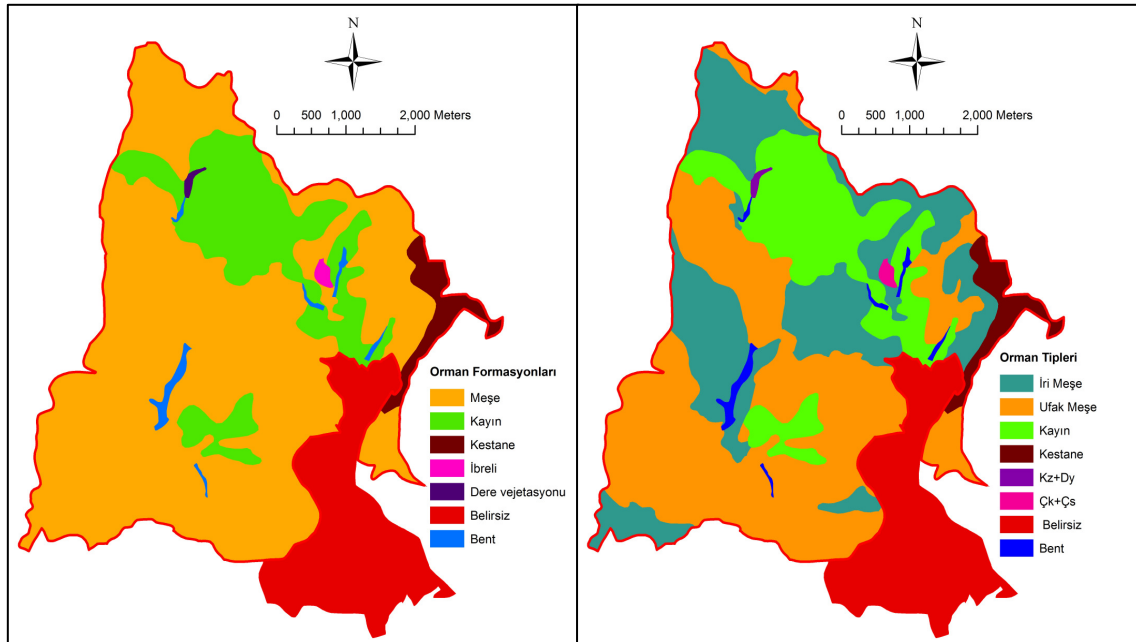 N
0 500 1,000 2,000 Meters
Orman Formasyonları
Meşe
Kayın
Kestane
İbreli
Dere vejetasyonu
Belirsiz
Bent
N
0 500 1,000 2,000 Meters
Orman Tipleri
İri Meşe
Ufak Meşe
Kayın
Kestane
Kz+Dy
Çk+Çs
Belirsiz
Bent